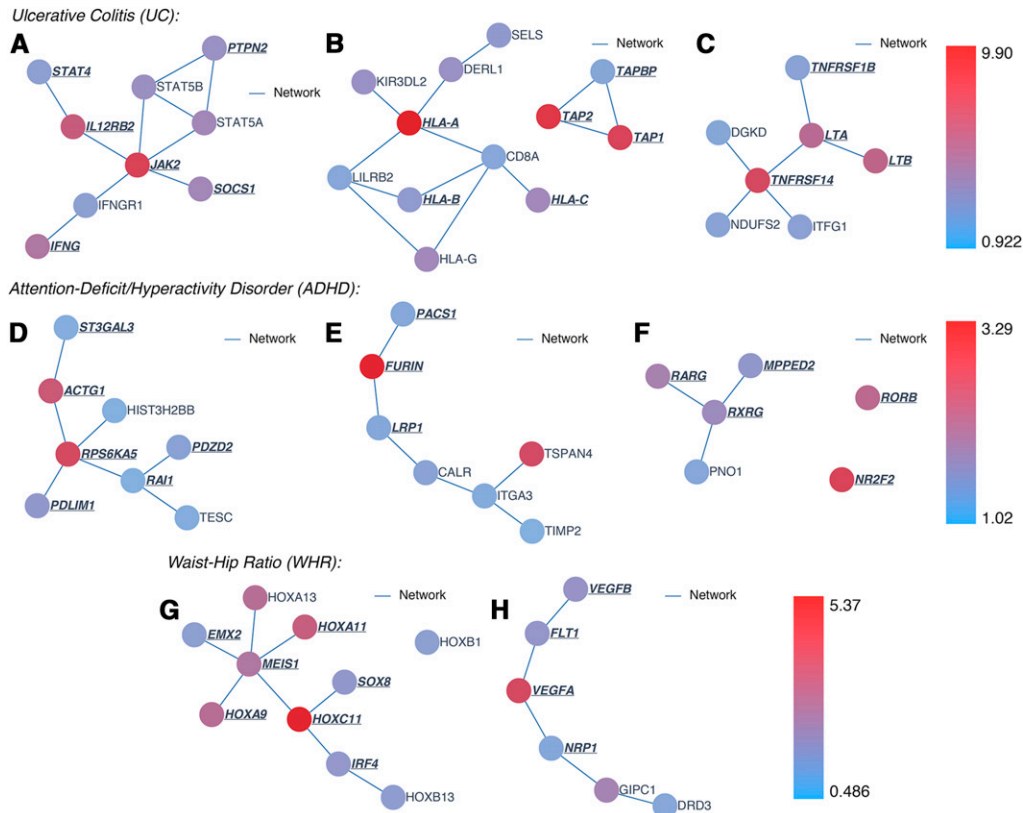 Ulcerative Colitis (UC):
A
PTPN2
STAT4
STAT5B
Network
IL12RB2
STAT5A
JAK2
SOCS1
IFNGR1
IFNG
B
SELS
Network
KIR3DL2
DERL1
TAPBP
HLA-A
TAP2
TAP1
CD8A
LILRB2
HLA-B
HLA-C
HLA-G
C
Network
TNFRSF1B
DGKD
LTA
LTB
TNFRSF14
NDUFS2
ITFG1
9.90
0.922
Attention-Deficit/Hyperactivity Disorder (ADHD):
D
ST3GAL3
Network
ACTG1
HIST3H2BB
RPS6KA5
PDZD2
RAI1
PDLIM1
TESC
E
PACS1
Network
FURIN
LRP1
TSPAN4
CALR
ITGA3
TIMP2
F
Network
MPPED2
RARG
RORB
RXRG
PNO1
NR2F2
3.29
1.02
Waist-Hip Ratio (WHR):
G
HOXA13
Network
EMX2
HOXA11
HOXB1
MEIS1
SOX8
HOXA9
HOXC11
IRF4
HOXB13
H
VEGFB
Network
FLT1
VEGFA
NRP1
GIPC1
DRD3
5.37
0.486